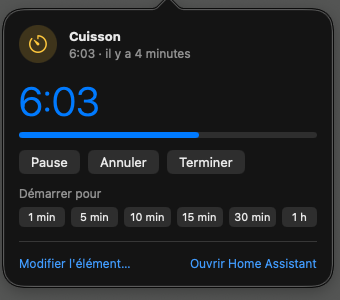 Cuisson
6:03 · il y a 4 minutes
6:03
Pause Annuler Terminer
Démarrer pour
1 min 5 min 10 min 15 min 30 min 1 h
Modifier l'élément... Ouvrir Home Assistant